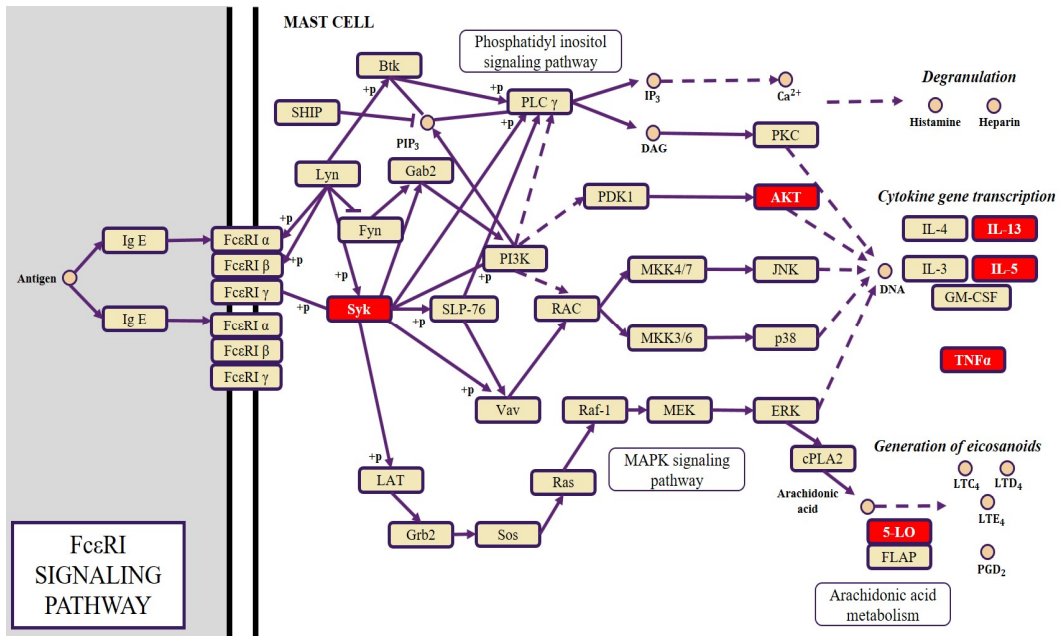 MAST CELL
Phosphatidyl inositol
signaling pathway
Btk
+p
+p
PLC γ
+p
IP3
Ca2+
Degranulation
Histamine
Heparin
SHIP
PIP3
DAG
PKC
Lyn
Gab2
+p
Fyn
PDK1
AKT
Cytokine gene transcription
IL-4
IL-13
IL-3
IL-5
GM-CSF
TNFα
Antigen
Ig E
Ig E
FcεRI α
FcεRI β
FcεRI γ
FcεRI α
FcεRI β
FcεRI γ
+p
+p
+p
+p
Syk
+p
SLP-76
PI3K
+p
RAC
MKK4/7
JNK
DNA
MKK3/6
p38
+p
Vav
Raf-1
MEK
ERK
MAPK signaling
pathway
cPLA2
Arachidonic
acid
Generation of eicosanoids
LTC4
LTD4
LTE4
PGD2
+p
LAT
Ras
Grb2
Sos
5-LO
FLAP
Arachidonic acid
metabolism
FcεRI
SIGNALING
PATHWAY